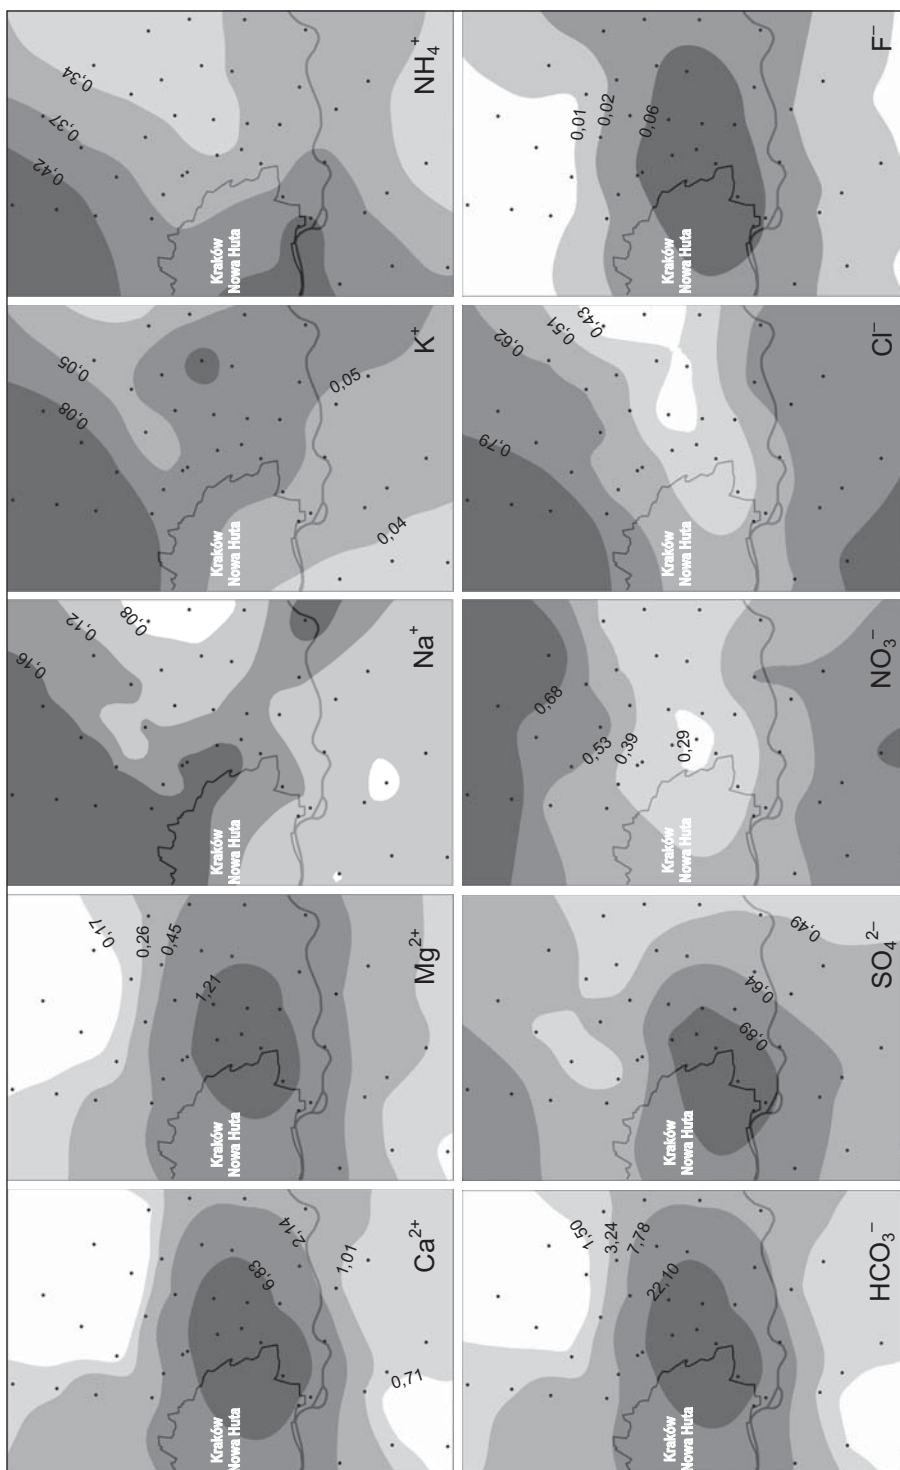 0,34
0,37
0,42
Kraków
Nowa Huta
NH₄⁺
0,01
0,02
0,06
Kraków
Nowa Huta
F⁻
0,05
0,08
0,05
0,04
Kraków
Nowa Huta
K⁺
0,43
0,51
0,62
0,79
Kraków
Nowa Huta
Cl⁻
0,08
0,12
0,16
Kraków
Nowa Huta
Na⁺
0,68
0,53
0,39
0,29
Kraków
Nowa Huta
NO₃⁻
0,17
0,26
0,45
1,21
Kraków
Nowa Huta
Mg²⁺
0,49
0,64
0,89
Kraków
Nowa Huta
SO₄²⁻
2,14
6,83
1,01
0,71
Kraków
Nowa Huta
Ca²⁺
1,50
3,24
7,78
22,10
Kraków
Nowa Huta
HCO₃⁻